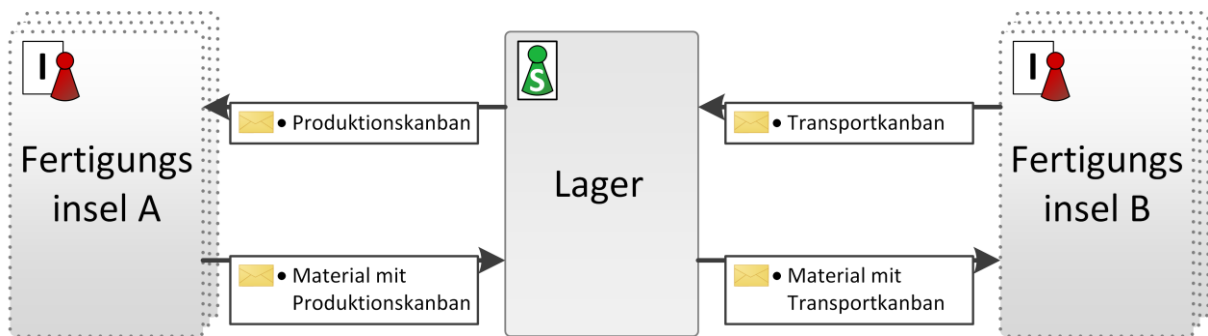 I
Fertigungs
insel A
• Produktionskanban
• Material mit
Produktionskanban
S
Lager
• Transportkanban
• Material mit
Transportkanban
I
Fertigungs
insel B